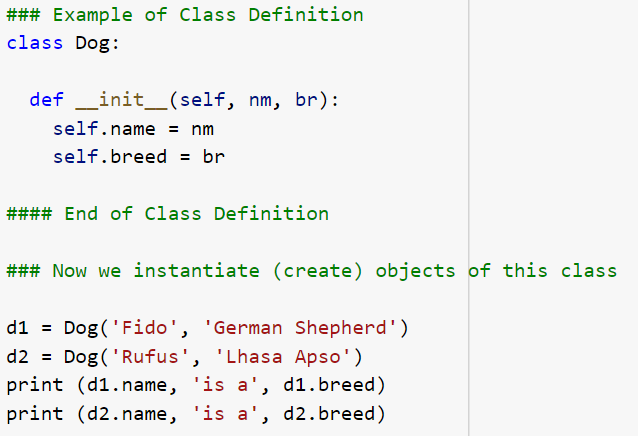 ### Example of Class Definition
class Dog:
  def __init__(self, nm, br):
    self.name = nm
    self.breed = br
#### End of Class Definition
### Now we instantiate (create) objects of this class
d1 = Dog('Fido', 'German Shepherd')
d2 = Dog('Rufus', 'Lhasa Apso')
print (d1.name, 'is a', d1.breed)
print (d2.name, 'is a', d2.breed)